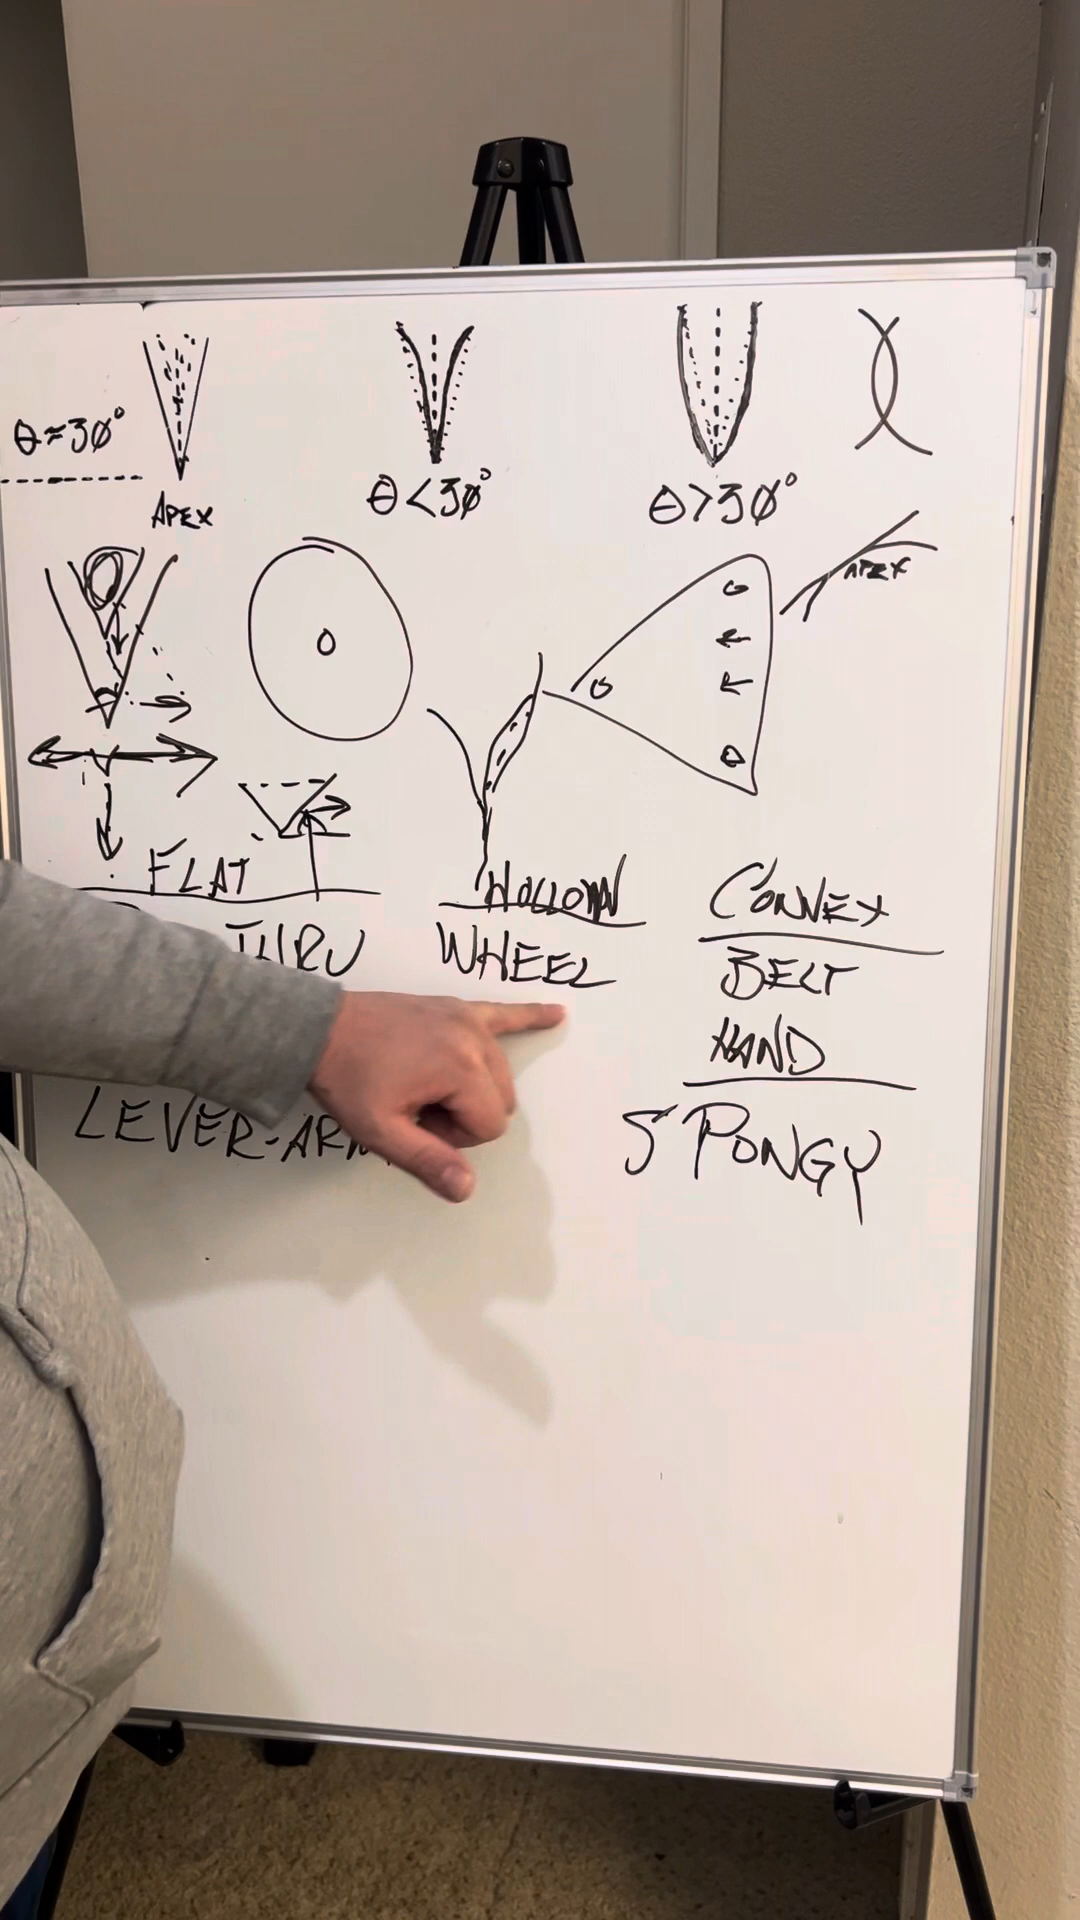 θ≈30°
APEX
θ<30°
θ>30°
APEX
FLAT
HOLLOW
CONVEX
THRU
WHEEL
BELT
HAND
LEVER-ARM
SPONGY